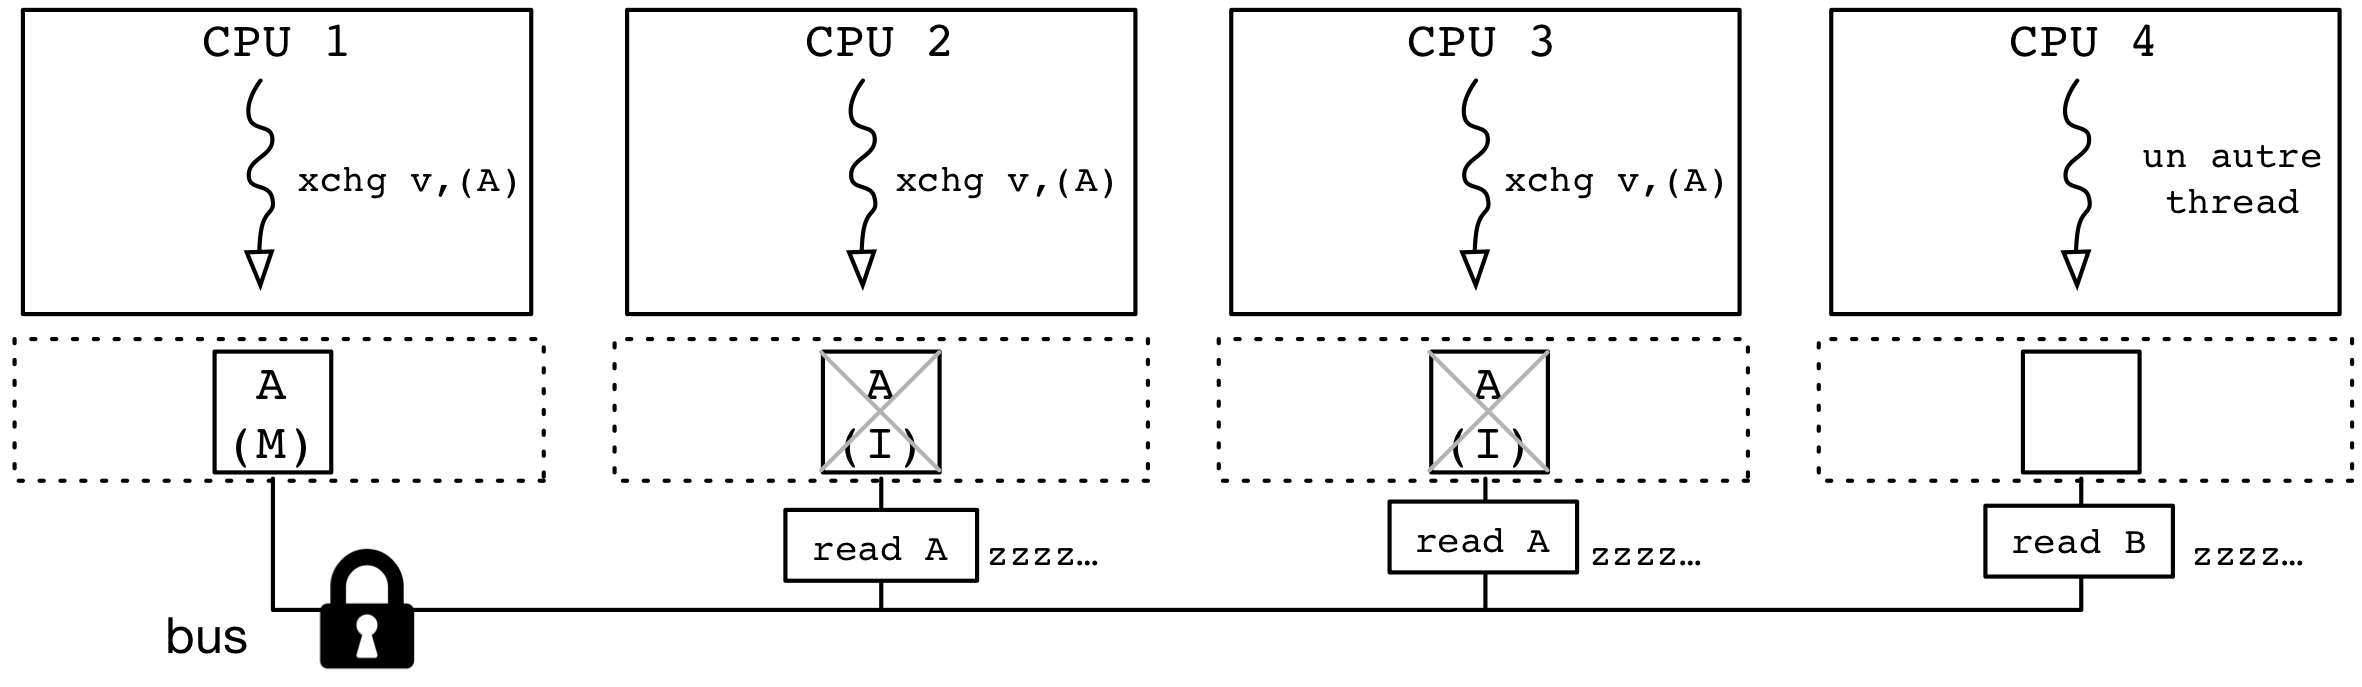 CPU 1
xchg v,(A)
CPU 2
xchg v,(A)
CPU 3
xchg v,(A)
CPU 4
un autre
thread
A
(M)
A
(I)
A
(I)
read A
zzzz…
read A
zzzz…
read B
zzzz…
bus